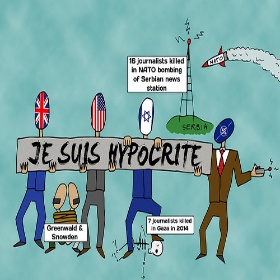 16 journalists killed
in NATO bombing
of Serbian news
station
NATO
SERBIA
JE SUIS HYPOCRITE
Greenwald &
Snowden
7 journalists killed
in Gaza in 2014